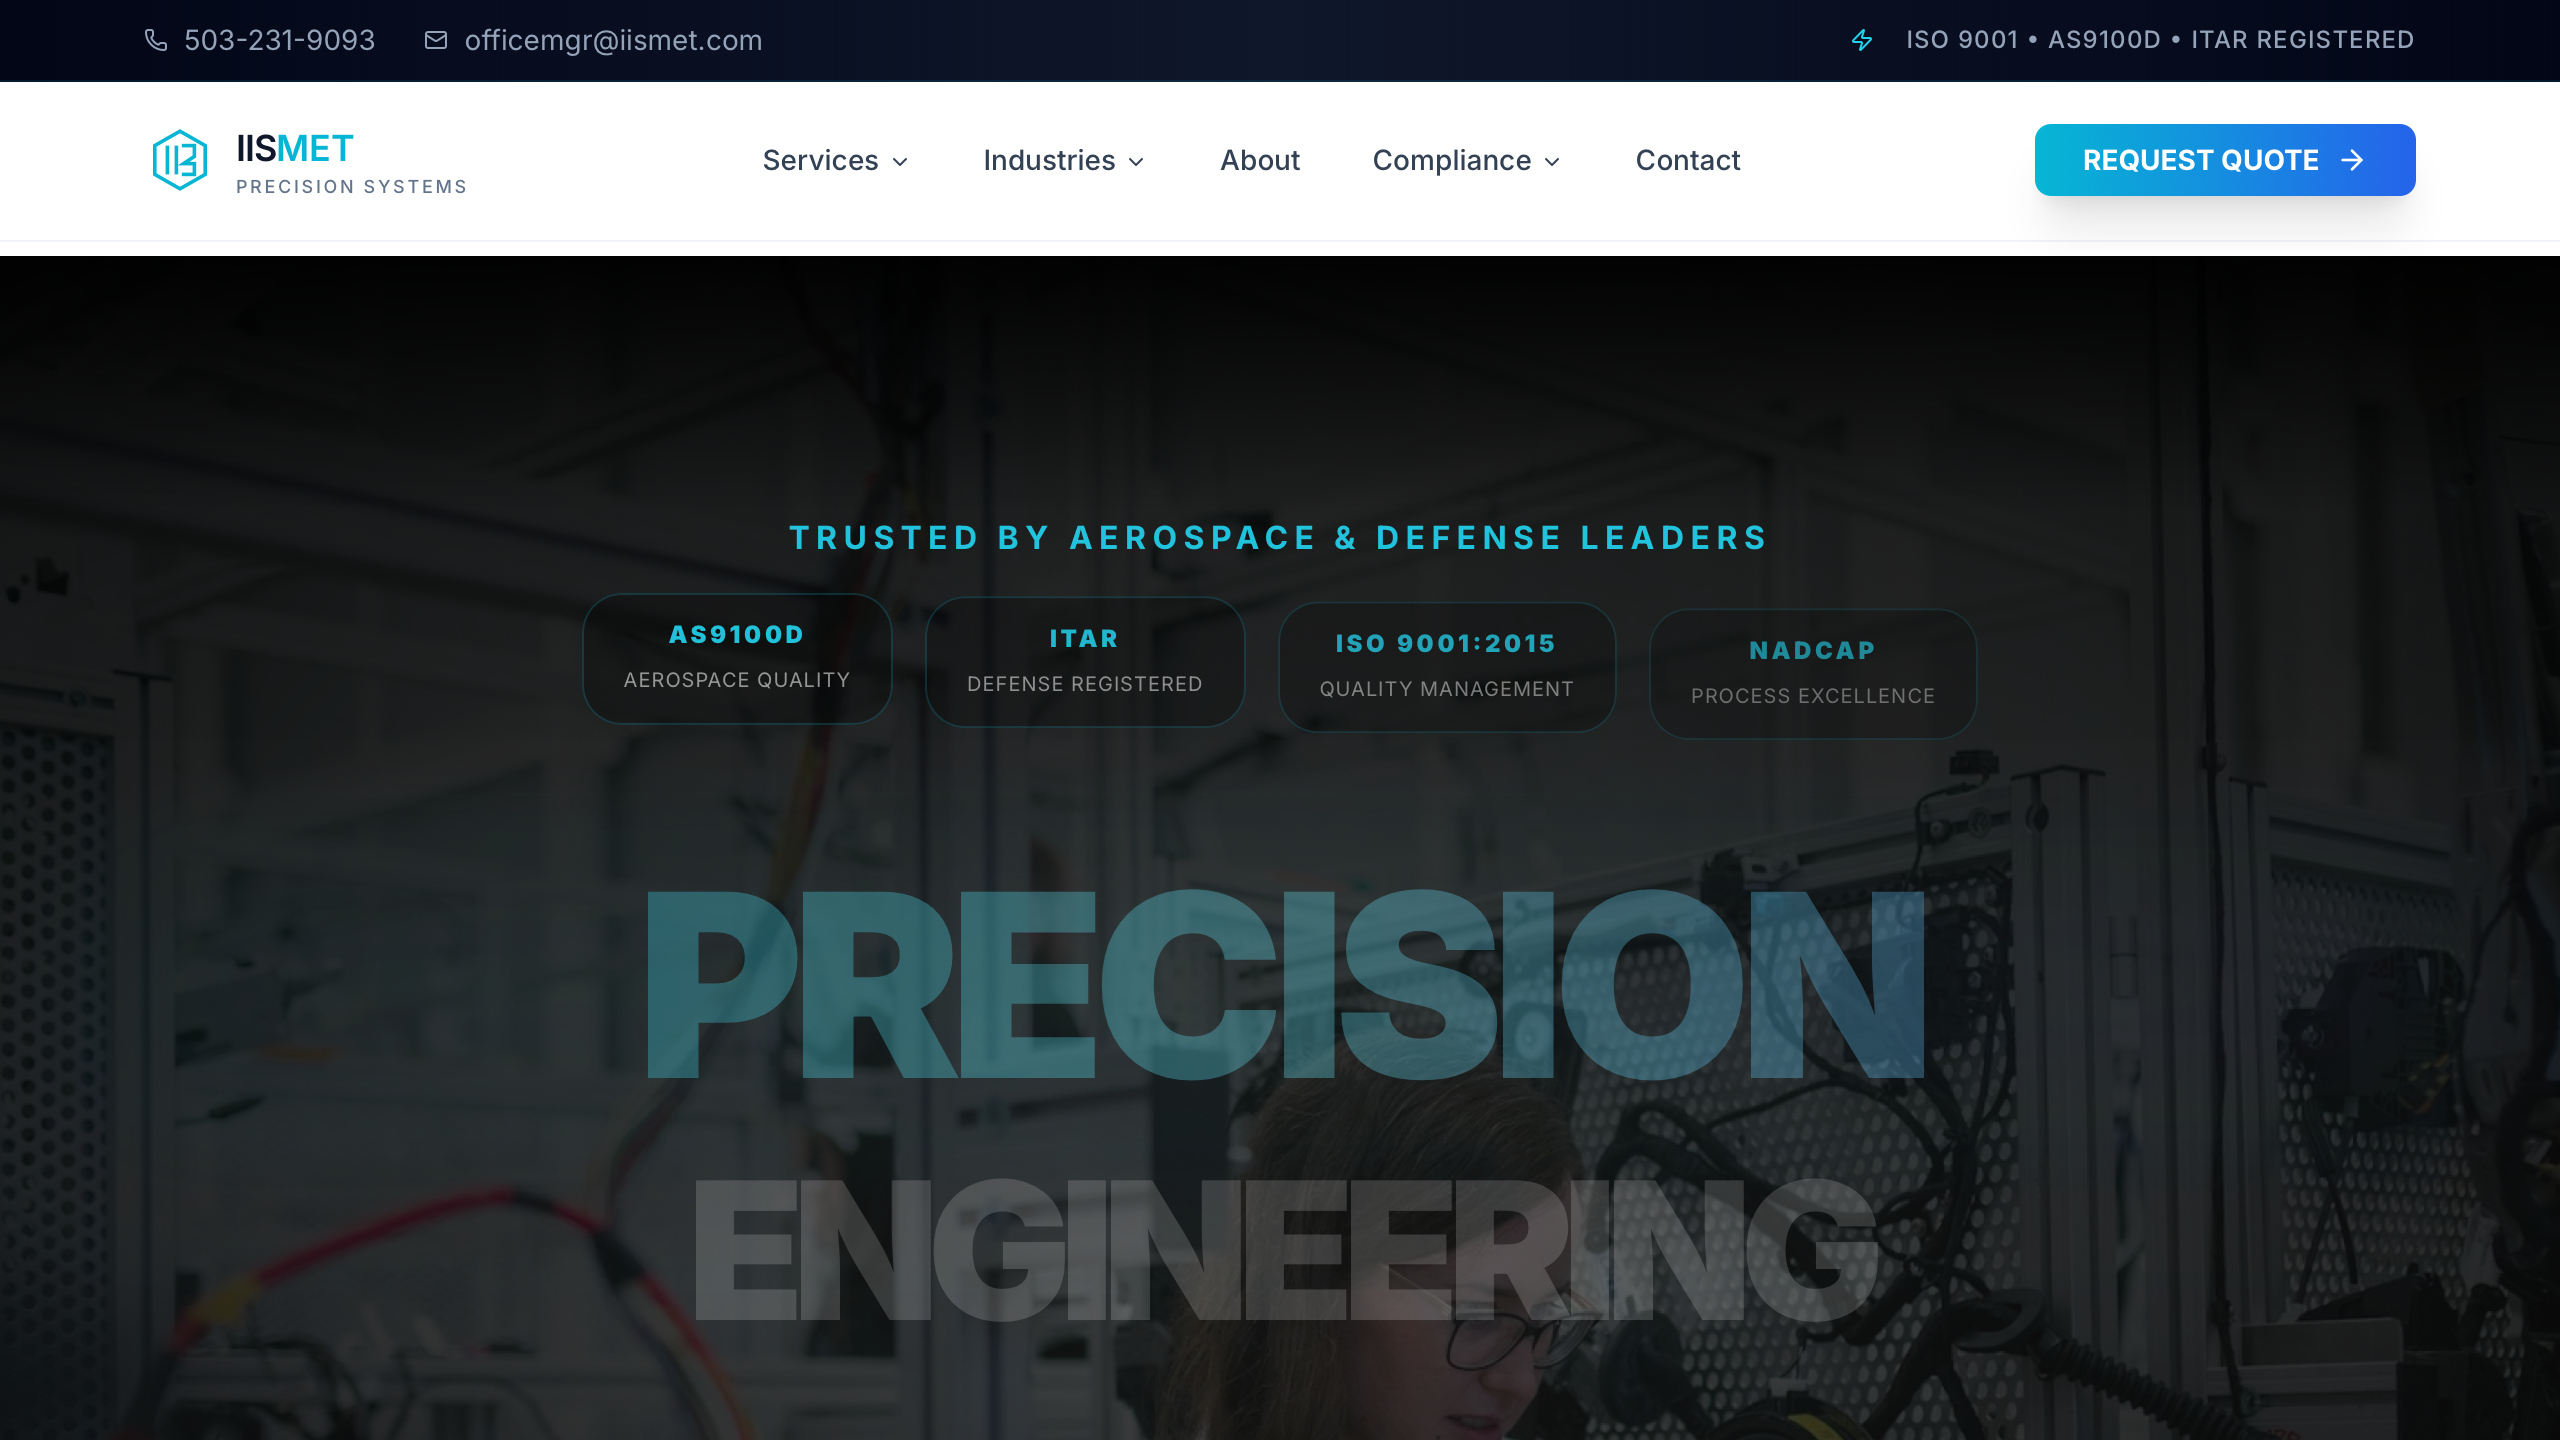 503-231-9093
officemgr@iismet.com
ISO 9001 • AS9100D • ITAR REGISTERED
IISMET
PRECISION SYSTEMS
Services
Industries
About
Compliance
Contact
REQUEST QUOTE
TRUSTED BY AEROSPACE & DEFENSE LEADERS
AS9100D
AEROSPACE QUALITY
ITAR
DEFENSE REGISTERED
ISO 9001:2015
QUALITY MANAGEMENT
NADCAP
PROCESS EXCELLENCE
PRECISION
ENGINEERING